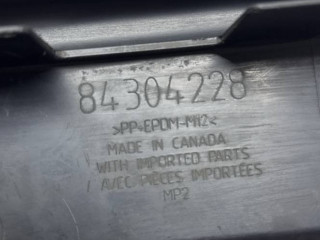 84304228
>PP+EPDM-M12<
MADE IN CANADA
WITH IMPORTED PARTS
/ AVEC PIÈCES IMPORTÉES
MP2